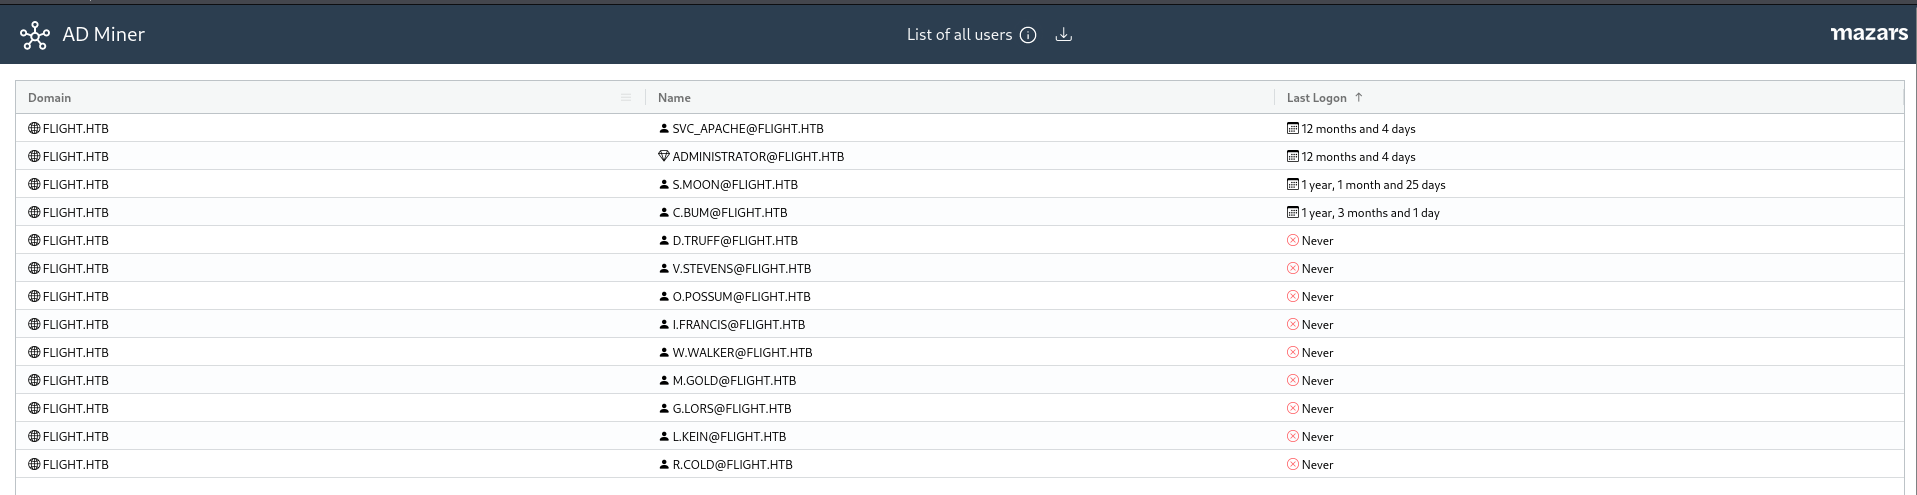 AD Miner List of all users mazars
Domain Name Last Logon
FLIGHT.HTB SVC_APACHE@FLIGHT.HTB 12 months and 4 days
FLIGHT.HTB ADMINISTRATOR@FLIGHT.HTB 12 months and 4 days
FLIGHT.HTB S.MOON@FLIGHT.HTB 1 year, 1 month and 25 days
FLIGHT.HTB C.BUM@FLIGHT.HTB 1 year, 3 months and 1 day
FLIGHT.HTB D.TRUFF@FLIGHT.HTB Never
FLIGHT.HTB V.STEVENS@FLIGHT.HTB Never
FLIGHT.HTB O.POSSUM@FLIGHT.HTB Never
FLIGHT.HTB I.FRANCIS@FLIGHT.HTB Never
FLIGHT.HTB W.WALKER@FLIGHT.HTB Never
FLIGHT.HTB M.GOLD@FLIGHT.HTB Never
FLIGHT.HTB G.LORS@FLIGHT.HTB Never
FLIGHT.HTB L.KEIN@FLIGHT.HTB Never
FLIGHT.HTB R.COLD@FLIGHT.HTB Never